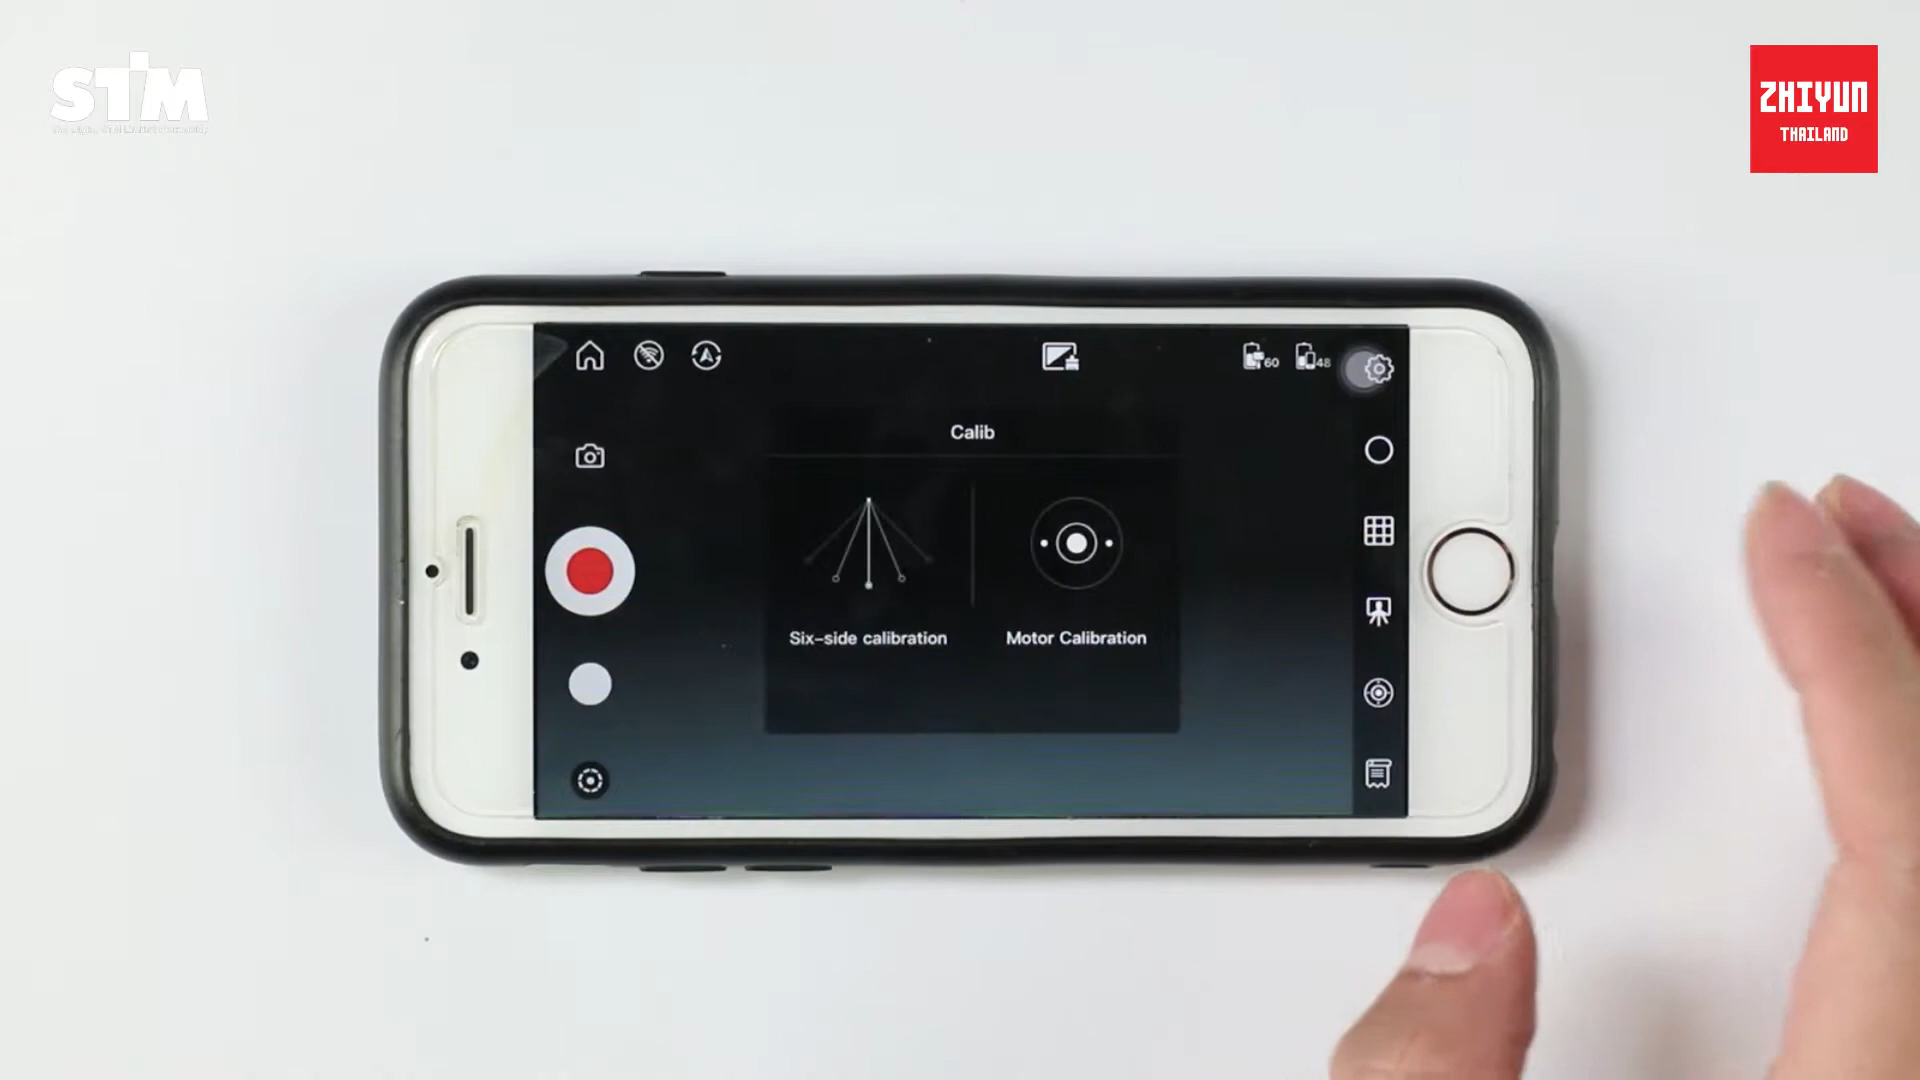 STM
ZHIYUN
THAILAND
60
48
Calib
Six-side calibration
Motor Calibration